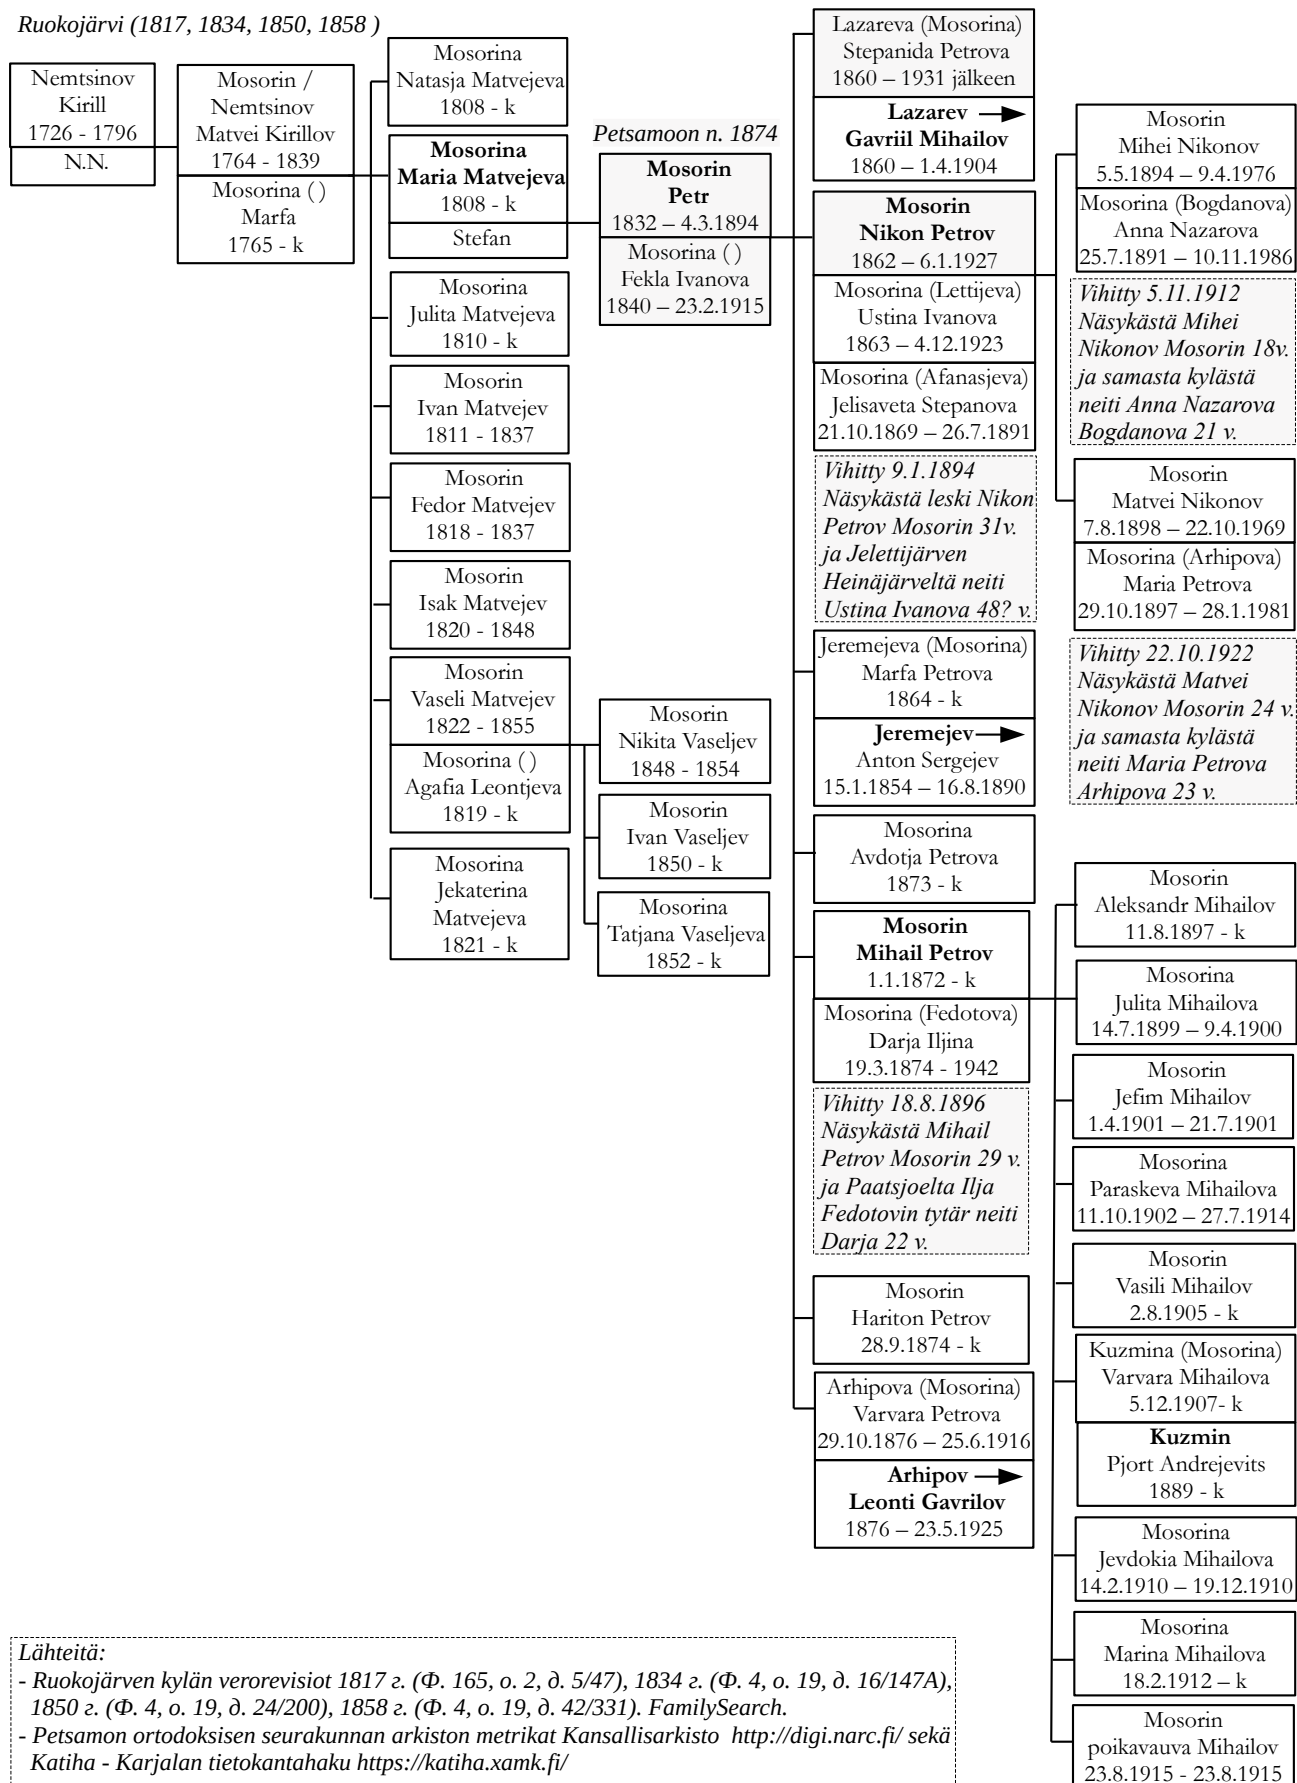 Ruokojärvi (1817, 1834, 1850, 1858 )
Nemtsinov
Kirill
1726 - 1796
N.N.
Mosorin /
Nemtsinov
Matvei Kirillov
1764 - 1839
Mosorina ( )
Marfa
1765 - k
Mosorina
Natasja Matvejeva
1808 - k
Mosorina
Maria Matvejeva
1808 - k
Stefan
Mosorina
Julita Matvejeva
1810 - k
Mosorin
Ivan Matvejev
1811 - 1837
Mosorin
Fedor Matvejev
1818 - 1837
Mosorin
Isak Matvejev
1820 - 1848
Mosorin
Vaseli Matvejev
1822 - 1855
Mosorina ( )
Agafia Leontjeva
1819 - k
Mosorina
Jekaterina
Matvejeva
1821 - k
Petsamoon n. 1874
Mosorin
Petr
1832 – 4.3.1894
Mosorina ( )
Fekla Ivanova
1840 – 23.2.1915
Mosorin
Nikita Vaseljev
1848 - 1854
Mosorin
Ivan Vaseljev
1850 - k
Mosorina
Tatjana Vaseljeva
1852 - k
Lazareva (Mosorina)
Stepanida Petrova
1860 – 1931 jälkeen
Lazarev
Gavriil Mihailov
1860 – 1.4.1904
Mosorin
Nikon Petrov
1862 – 6.1.1927
Mosorina (Lettijeva)
Ustina Ivanova
1863 – 4.12.1923
Mosorina (Afanasjeva)
Jelisaveta Stepanova
21.10.1869 – 26.7.1891
Vihitty 9.1.1894
Näsykästä leski Nikon
Petrov Mosorin 31v.
ja Jelettijärven
Heinäjärveltä neiti
Ustina Ivanova 48? v.
Jeremejeva (Mosorina)
Marfa Petrova
1864 - k
Jeremejev
Anton Sergejev
15.1.1854 – 16.8.1890
Mosorina
Avdotja Petrova
1873 - k
Mosorin
Mihail Petrov
1.1.1872 - k
Mosorina (Fedotova)
Darja Iljina
19.3.1874 - 1942
Vihitty 18.8.1896
Näsykästä Mihail
Petrov Mosorin 29 v.
ja Paatsjoelta Ilja
Fedotovin tytär neiti
Darja 22 v.
Mosorin
Hariton Petrov
28.9.1874 - k
Arhipova (Mosorina)
Varvara Petrova
29.10.1876 – 25.6.1916
Arhipov
Leonti Gavrilov
1876 – 23.5.1925
Mosorin
Mihei Nikonov
5.5.1894 – 9.4.1976
Mosorina (Bogdanova)
Anna Nazarova
25.7.1891 – 10.11.1986
Vihitty 5.11.1912
Näsykästä Mihei
Nikonov Mosorin 18v.
ja samasta kylästä
neiti Anna Nazarova
Bogdanova 21 v.
Mosorin
Matvei Nikonov
7.8.1898 – 22.10.1969
Mosorina (Arhipova)
Maria Petrova
29.10.1897 – 28.1.1981
Vihitty 22.10.1922
Näsykästä Matvei
Nikonov Mosorin 24 v.
ja samasta kylästä
neiti Maria Petrova
Arhipova 23 v.
Mosorin
Aleksandr Mihailov
11.8.1897 - k
Mosorina
Julita Mihailova
14.7.1899 – 9.4.1900
Mosorin
Jefim Mihailov
1.4.1901 – 21.7.1901
Mosorina
Paraskeva Mihailova
11.10.1902 – 27.7.1914
Mosorin
Vasili Mihailov
2.8.1905 - k
Kuzmina (Mosorina)
Varvara Mihailova
5.12.1907- k
Kuzmin
Pjort Andrejevits
1889 - k
Mosorina
Jevdokia Mihailova
14.2.1910 – 19.12.1910
Mosorina
Marina Mihailova
18.2.1912 – k
Mosorin
poikavauva Mihailov
23.8.1915 - 23.8.1915
Lähteitä:
- Ruokojärven kylän verorevisiot 1817 г. (Ф. 165, о. 2, д. 5/47), 1834 г. (Ф. 4, о. 19, д. 16/147A),
1850 г. (Ф. 4, о. 19, д. 24/200), 1858 г. (Ф. 4, о. 19, д. 42/331). FamilySearch.
- Petsamon ortodoksisen seurakunnan arkiston metrikat Kansallisarkisto http://digi.narc.fi/ sekä
Katiha - Karjalan tietokantahaku https://katiha.xamk.fi/